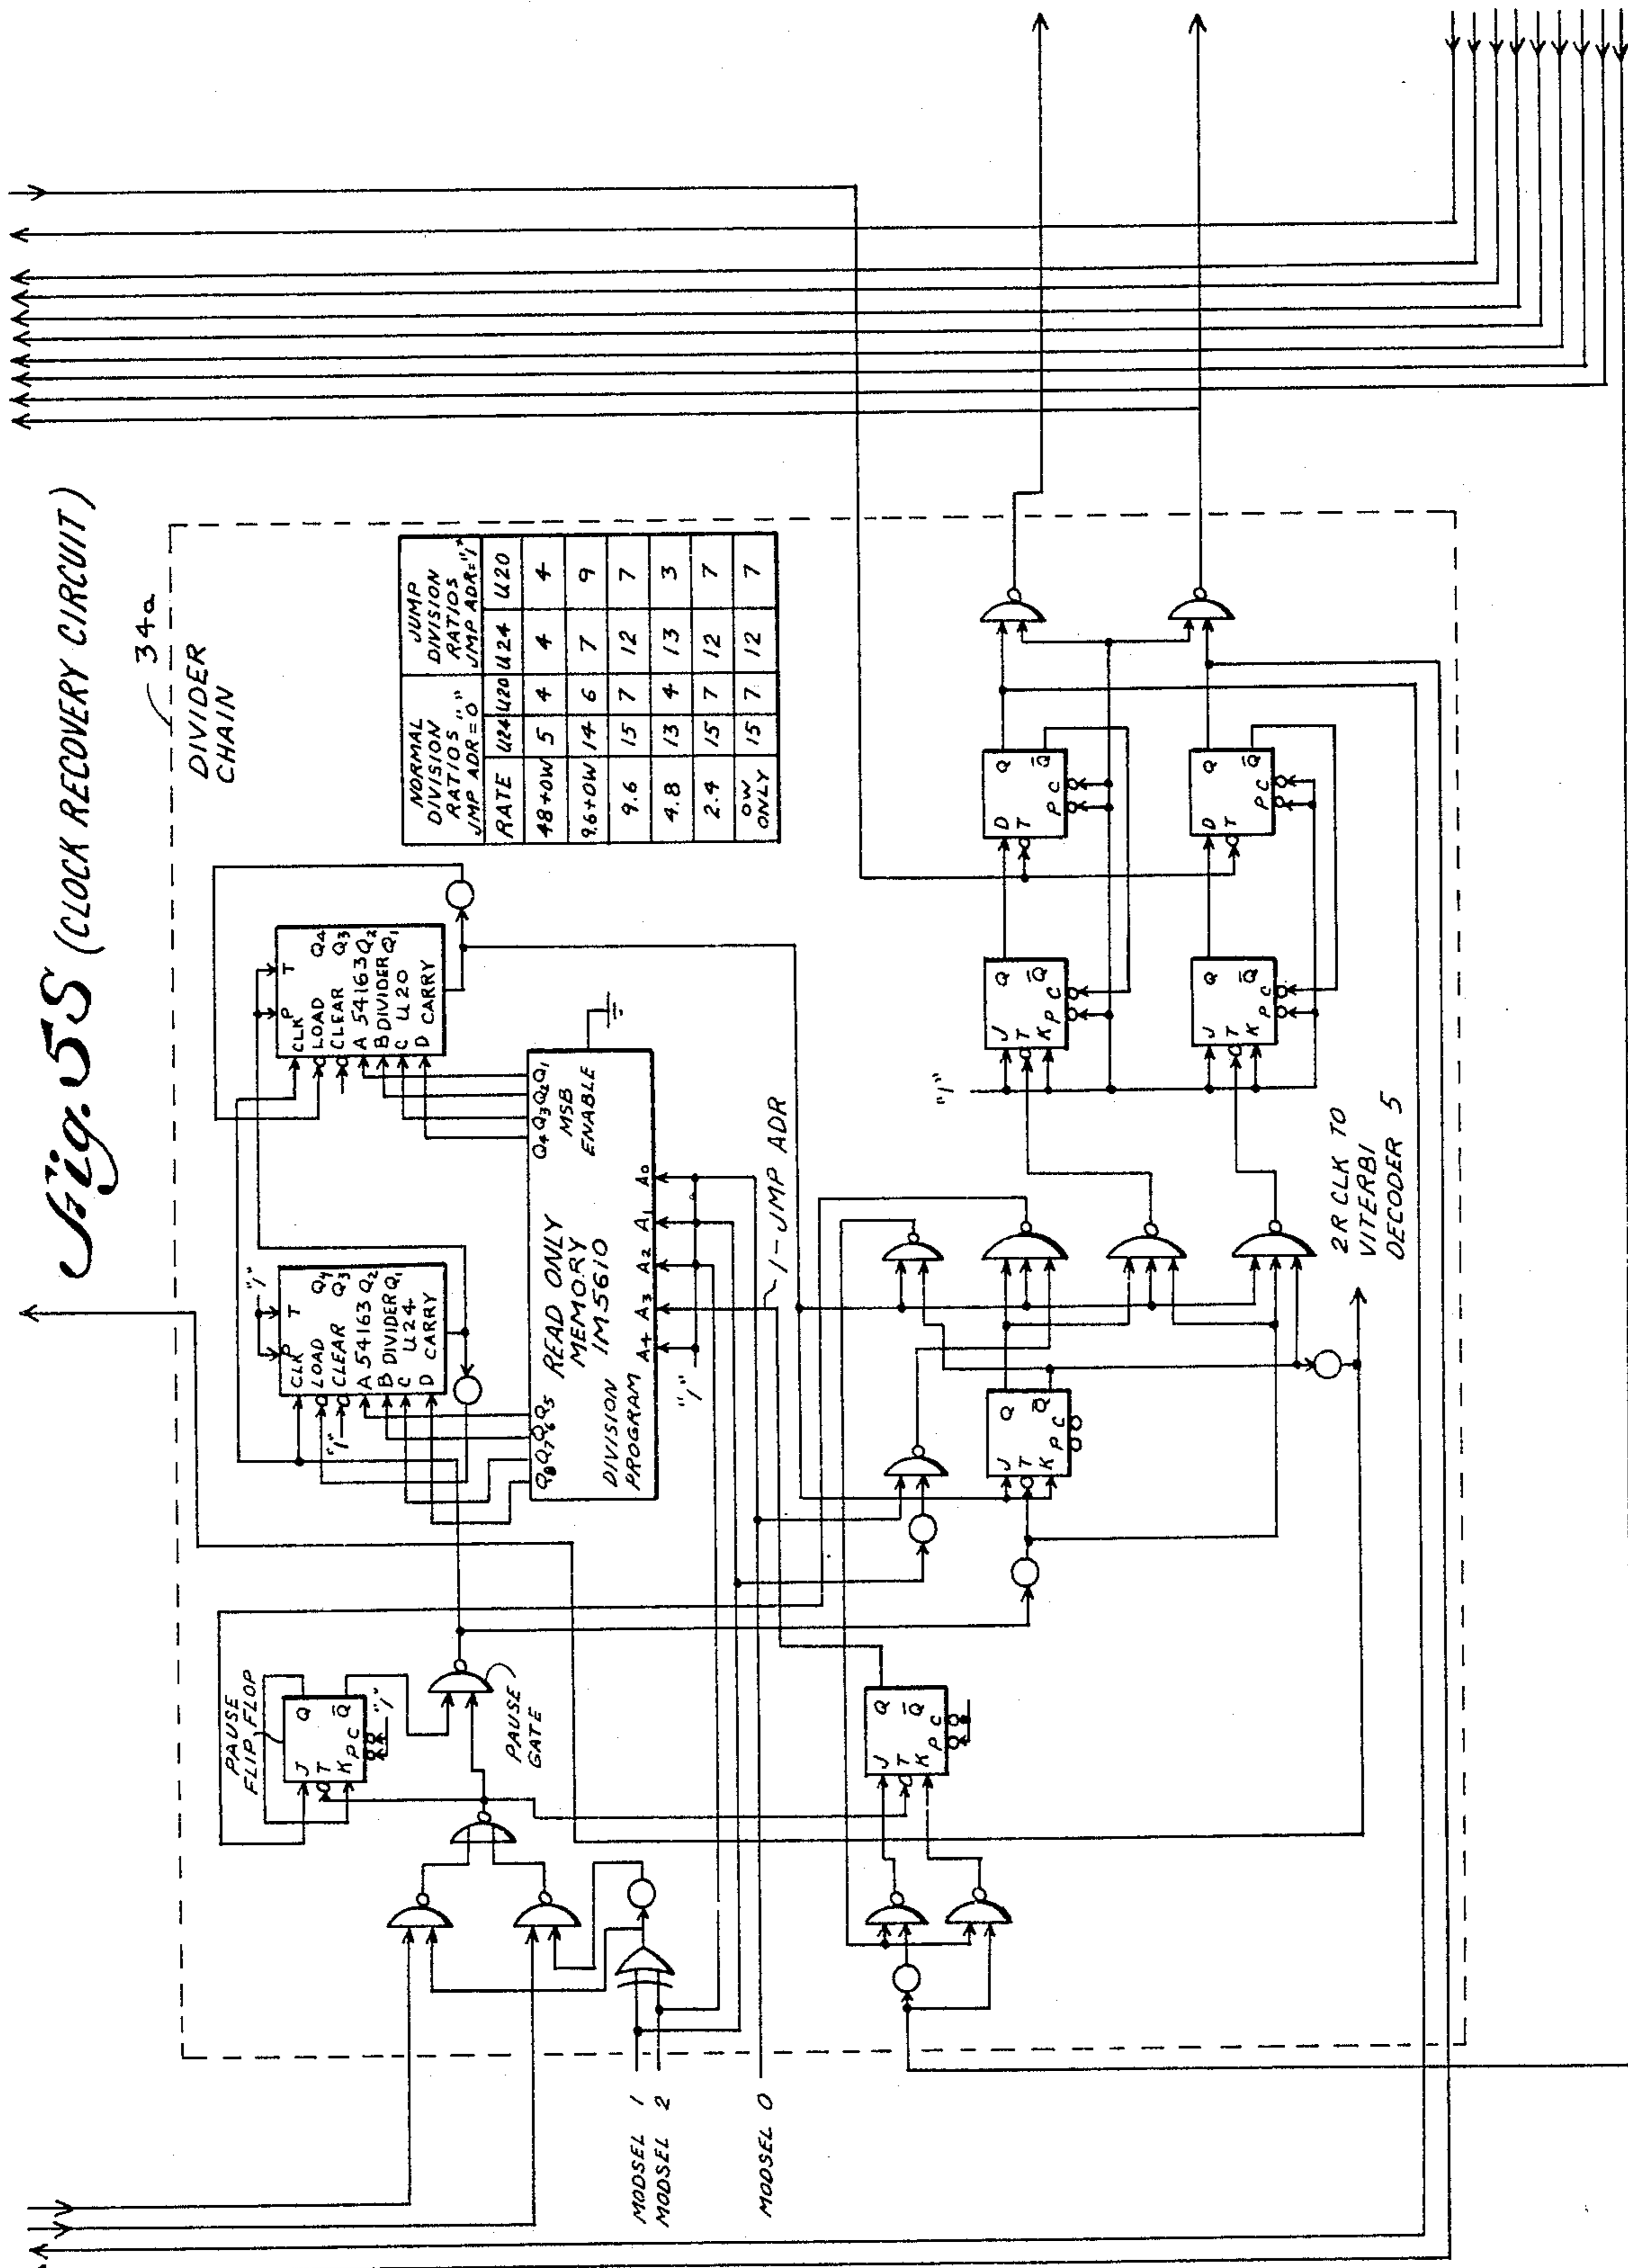 Fig. 5S (CLOCK RECOVERY CIRCUIT)
34a
DIVIDER
CHAIN
NORMAL DIVISION RATIOS JMP ADR = "0"
JUMP DIVISION RATIOS JMP ADR = "1"
RATE U24 U20 U24 U20
48+OW 5 4 4 4
9.6+OW 14 6 7 9
9.6 15 7 12 7
4.8 13 4 13 3
2.4 15 7 12 7
OW ONLY 15 7 12 7
PAUSE
FLIP FLOP
J Q
T
K Q̄
P C
"1"
PAUSE
GATE
"1"
P T
CLK
LOAD Q4
CLEAR Q3
A 54163 Q2
B DIVIDER Q1
C U24
D CARRY
"1"
P T
CLK
LOAD Q4
CLEAR Q3
A 54163 Q2
B DIVIDER Q1
C U20
D CARRY
Q8 Q7 Q6 Q5
Q4 Q3 Q2 Q1
MSB
ENABLE
DIVISION
PROGRAM
READ ONLY
MEMORY
IM5610
A4 A3 A2 A1 A0
"1"
1-JMP ADR
MODSEL 1
MODSEL 2
MODSEL 0
J Q
T
K Q̄
P C
J Q
T
K Q̄
P C
"1"
J Q
T
K Q̄
P C
D Q
T
Q̄
P C
J Q
T
K Q̄
P C
D Q
T
Q̄
P C
2R CLK TO
VITERBI
DECODER 5